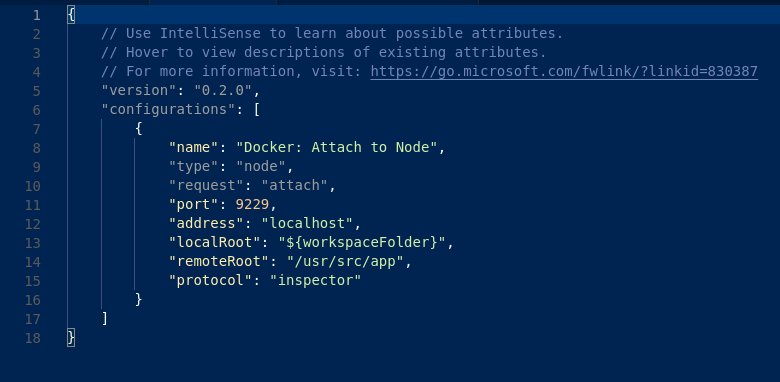 1 {
2 // Use IntelliSense to learn about possible attributes.
3 // Hover to view descriptions of existing attributes.
4 // For more information, visit: https://go.microsoft.com/fwlink/?linkid=830387
5 "version": "0.2.0",
6 "configurations": [
7 {
8 "name": "Docker: Attach to Node",
9 "type": "node",
10 "request": "attach",
11 "port": 9229,
12 "address": "localhost",
13 "localRoot": "${workspaceFolder}",
14 "remoteRoot": "/usr/src/app",
15 "protocol": "inspector"
16 }
17 ]
18 }